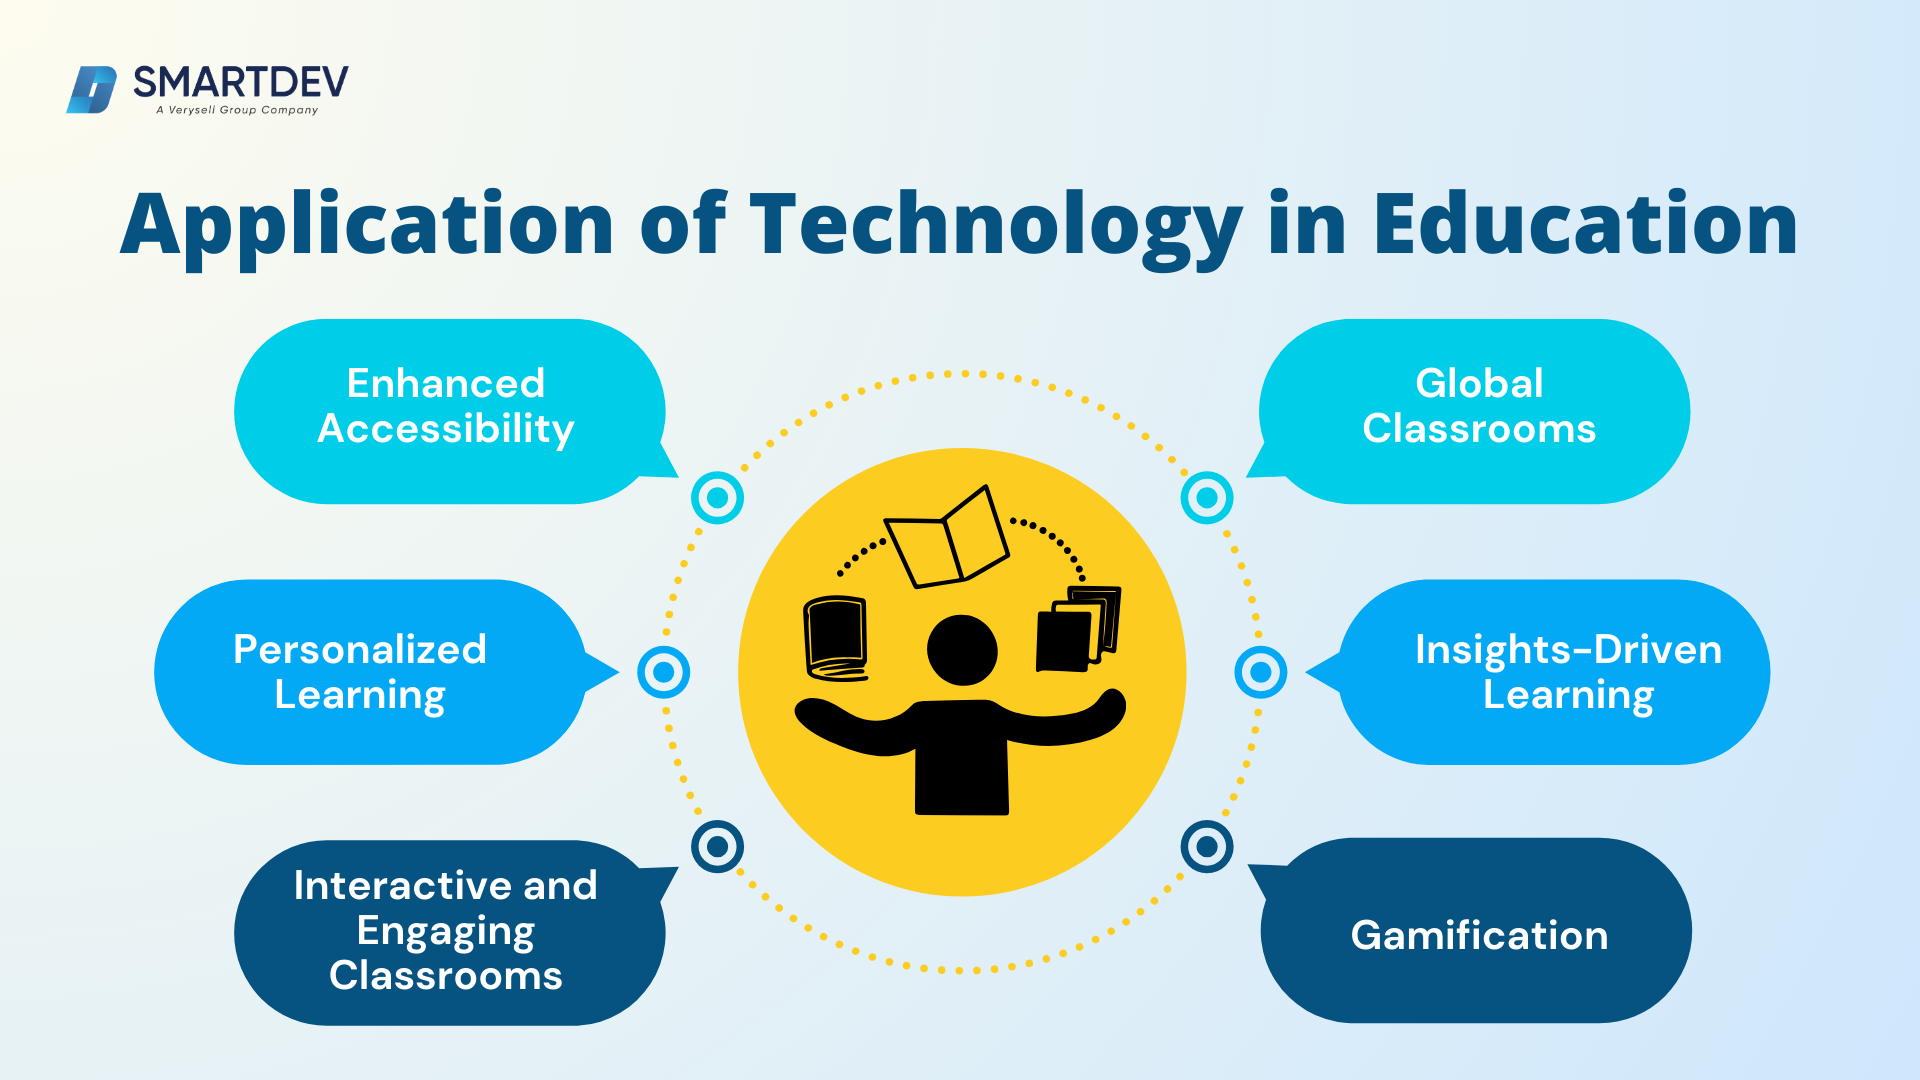 SMARTDEV
A Verysell Group Company
Application of Technology in Education
Enhanced
Accessibility
Global
Classrooms
Personalized
Learning
Insights-Driven
Learning
Interactive and
Engaging
Classrooms
Gamification